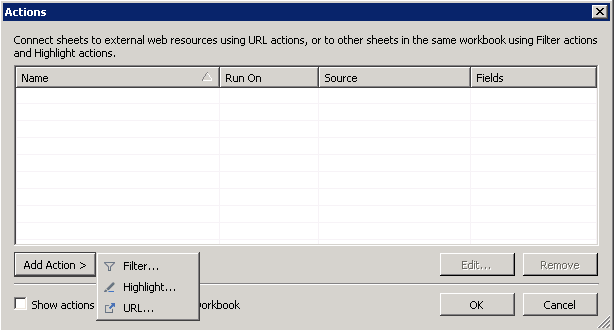 Actions
Connect sheets to external web resources using URL actions, or to other sheets in the same workbook using Filter actions
and Highlight actions.
Name Run On Source Fields
Add Action > Edit... Remove
Filter...
Highlight...
URL...
Show actions orkbook OK Cancel